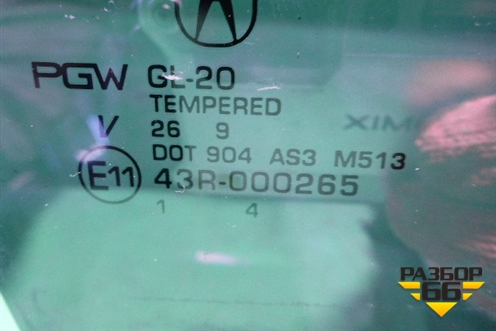 PGW GL-20
TEMPERED
V 26 9
DOT 904 AS3 M513
E11 43R-000265
1 4
РАЗБОР
66